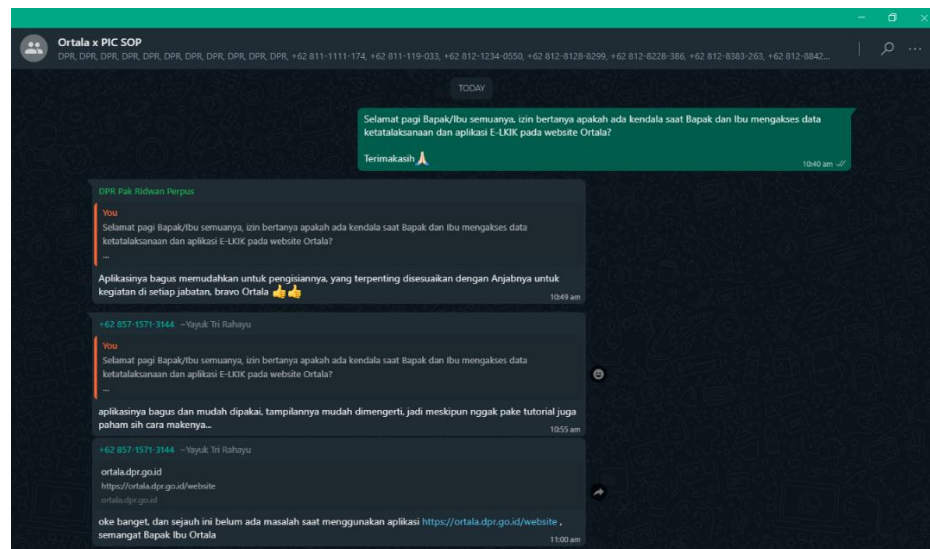 Ortala x PIC SOP
DPR, DPR, DPR, DPR, DPR, DPR, DPR, DPR, DPR, DPR, DPR, +62 811-1111-174, +62 811-119-033, +62 812-1234-0550, +62 812-8128-8299, +62 812-8228-386, +62 812-8383-263, +62 812-8842...
TODAY
Selamat pagi Bapak/Ibu semuanya, izin bertanya apakah ada kendala saat Bapak dan Ibu mengakses data
ketatalaksanaan dan aplikasi E-LKIK pada website Ortala?
Terimakasih 🙏
10:40 am
DPR Pak Ridwan Perpus
You
Selamat pagi Bapak/Ibu semuanya, izin bertanya apakah ada kendala saat Bapak dan Ibu mengakses data
ketatalaksanaan dan aplikasi E-LKIK pada website Ortala?
...
Aplikasinya bagus memudahkan untuk pengisiannya, yang terpenting disesuaikan dengan Anjabnya untuk
kegiatan di setiap jabatan, bravo Ortala 👍👍
10:49 am
+62 857-1571-3144 ~Yayuk Tri Rahayu
You
Selamat pagi Bapak/Ibu semuanya, izin bertanya apakah ada kendala saat Bapak dan Ibu mengakses data
ketatalaksanaan dan aplikasi E-LKIK pada website Ortala?
...
aplikasinya bagus dan mudah dipakai, tampilannya mudah dimengerti, jadi meskipun nggak pake tutorial juga
paham sih cara makenya...
10:55 am
+62 857-1571-3144 ~Yayuk Tri Rahayu
ortala.dpr.go.id
https://ortala.dpr.go.id/website
ortala.dpr.go.id
oke banget, dan sejauh ini belum ada masalah saat menggunakan aplikasi https://ortala.dpr.go.id/website ,
semangat Bapak Ibu Ortala
11:00 am